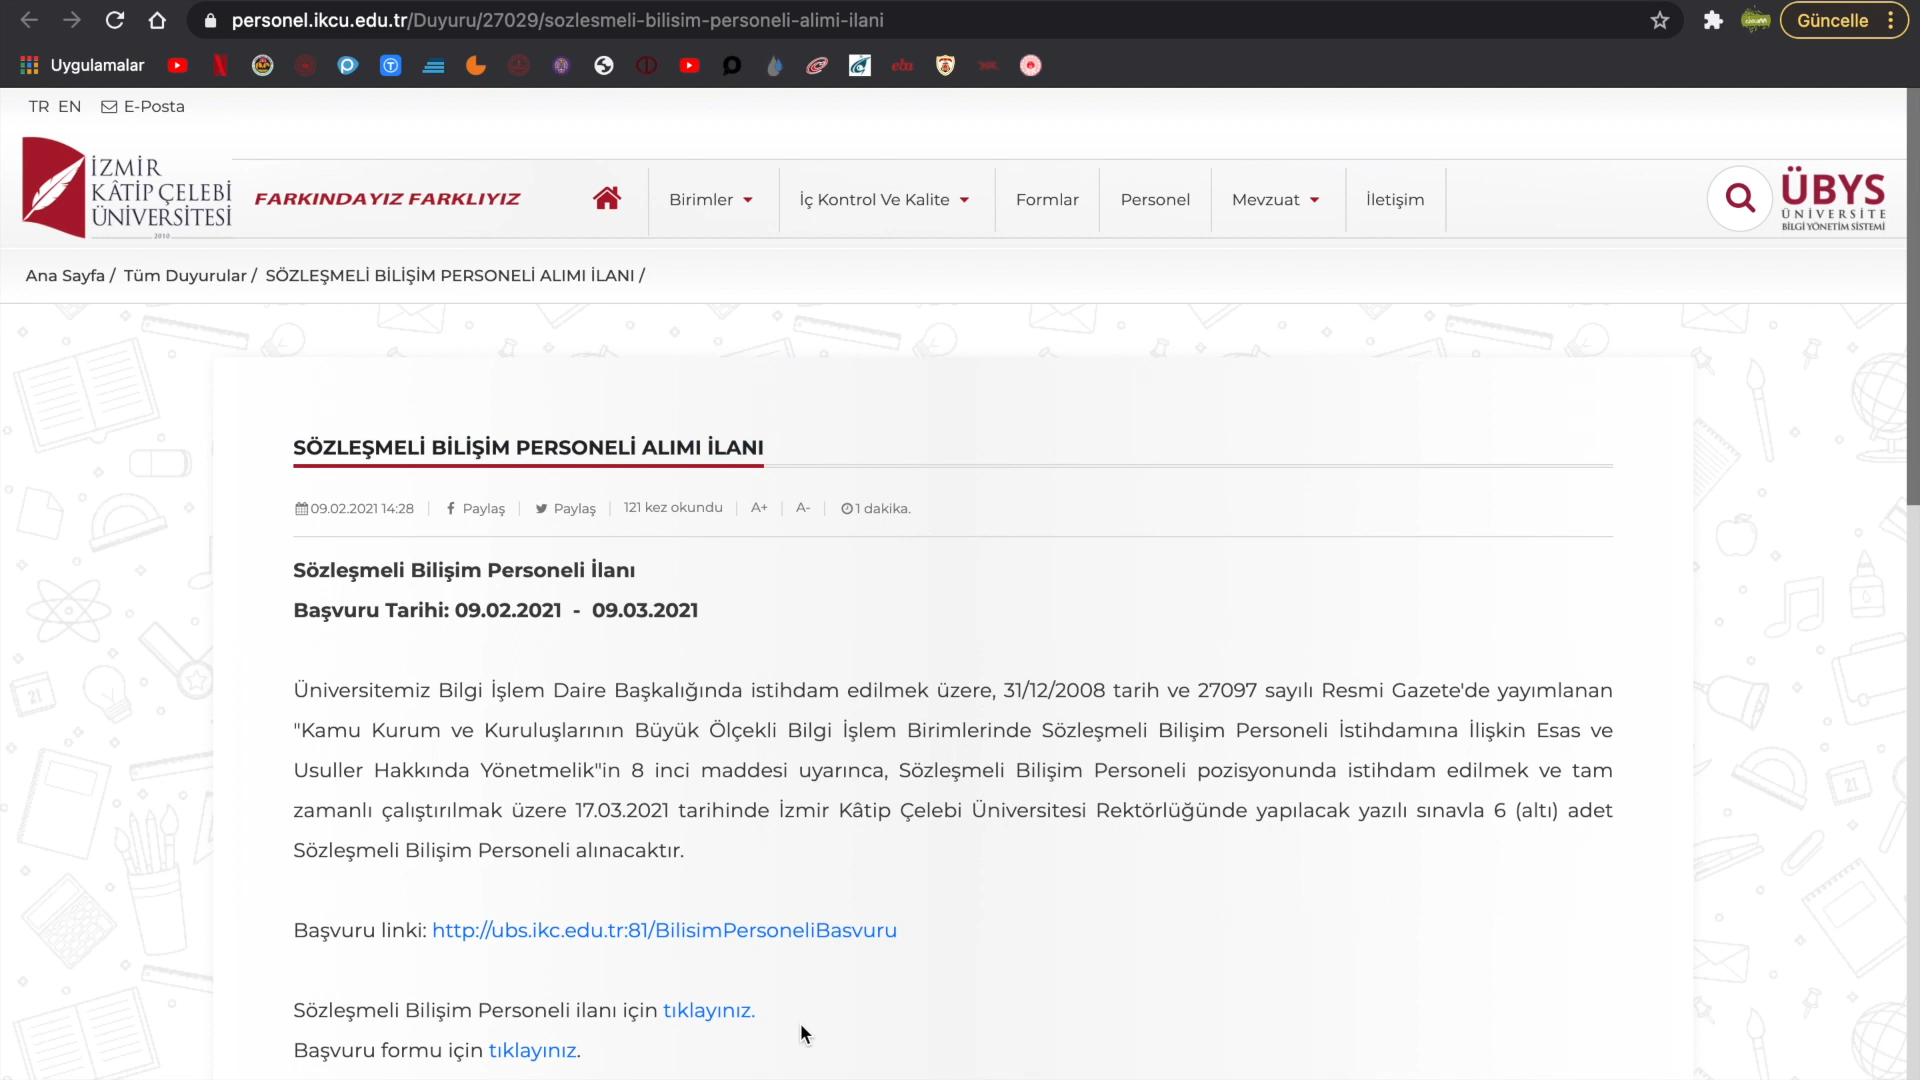 personel.ikcu.edu.tr/Duyuru/27029/sozlesmeli-bilisim-personeli-alimi-ilani
Güncelle
Uygulamalar
TR EN E-Posta
İZMİR
KÂTİP ÇELEBİ
ÜNİVERSİTESİ
2010
FARKINDAYIZ FARKLIYIZ
Birimler
İç Kontrol Ve Kalite
Formlar
Personel
Mevzuat
İletişim
ÜBYS
ÜNİVERSİTE
BİLGİ YÖNETİM SİSTEMİ
Ana Sayfa / Tüm Duyurular / SÖZLEŞMELİ BİLİŞİM PERSONELİ ALIMI İLANI /
SÖZLEŞMELİ BİLİŞİM PERSONELİ ALIMI İLANI
09.02.2021 14:28 Paylaş Paylaş 121 kez okundu A+ A- 1 dakika.
Sözleşmeli Bilişim Personeli İlanı
Başvuru Tarihi: 09.02.2021 - 09.03.2021
Üniversitemiz Bilgi İşlem Daire Başkalığında istihdam edilmek üzere, 31/12/2008 tarih ve 27097 sayılı Resmi Gazete'de yayımlanan
"Kamu Kurum ve Kuruluşlarının Büyük Ölçekli Bilgi İşlem Birimlerinde Sözleşmeli Bilişim Personeli İstihdamına İlişkin Esas ve
Usuller Hakkında Yönetmelik"in 8 inci maddesi uyarınca, Sözleşmeli Bilişim Personeli pozisyonunda istihdam edilmek ve tam
zamanlı çalıştırılmak üzere 17.03.2021 tarihinde İzmir Kâtip Çelebi Üniversitesi Rektörlüğünde yapılacak yazılı sınavla 6 (altı) adet
Sözleşmeli Bilişim Personeli alınacaktır.
Başvuru linki: http://ubs.ikc.edu.tr:81/BilisimPersoneliBasvuru
Sözleşmeli Bilişim Personeli ilanı için tıklayınız.
Başvuru formu için tıklayınız.